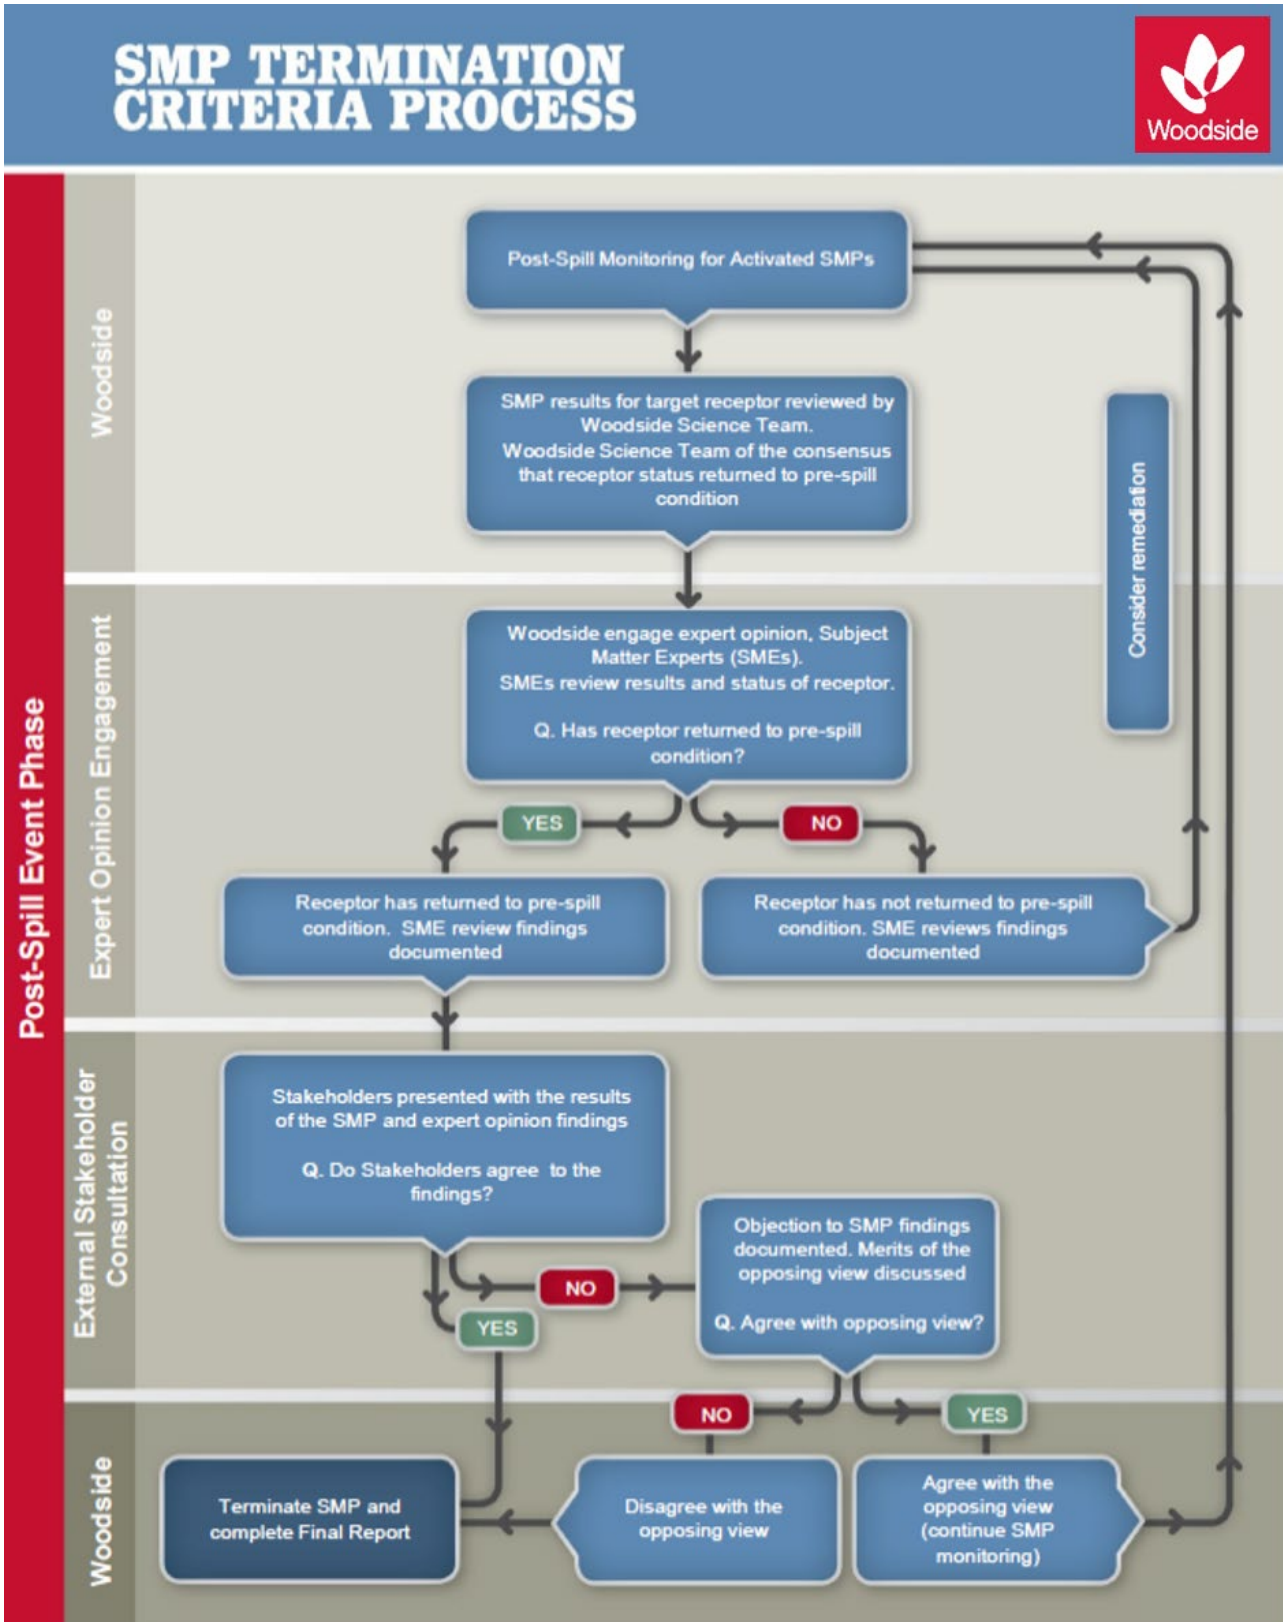 SMP TERMINATION
CRITERIA PROCESS
Woodside
Post-Spill Event Phase
Woodside
Post-Spill Monitoring for Activated SMPs
SMP results for target receptor reviewed by
Woodside Science Team.
Woodside Science Team of the consensus
that receptor status returned to pre-spill
condition
Consider remediation
Expert Opinion Engagement
Woodside engage expert opinion, Subject
Matter Experts (SMEs).
SMEs review results and status of receptor.
Q. Has receptor returned to pre-spill
condition?
YES
NO
Receptor has returned to pre-spill
condition. SME review findings
documented
Receptor has not returned to pre-spill
condition. SME reviews findings
documented
External Stakeholder
Consultation
Stakeholders presented with the results
of the SMP and expert opinion findings
Q. Do Stakeholders agree to the
findings?
NO
YES
Objection to SMP findings
documented. Merits of the
opposing view discussed
Q. Agree with opposing view?
NO
YES
Woodside
Terminate SMP and
complete Final Report
Disagree with the
opposing view
Agree with the
opposing view
(continue SMP
monitoring)